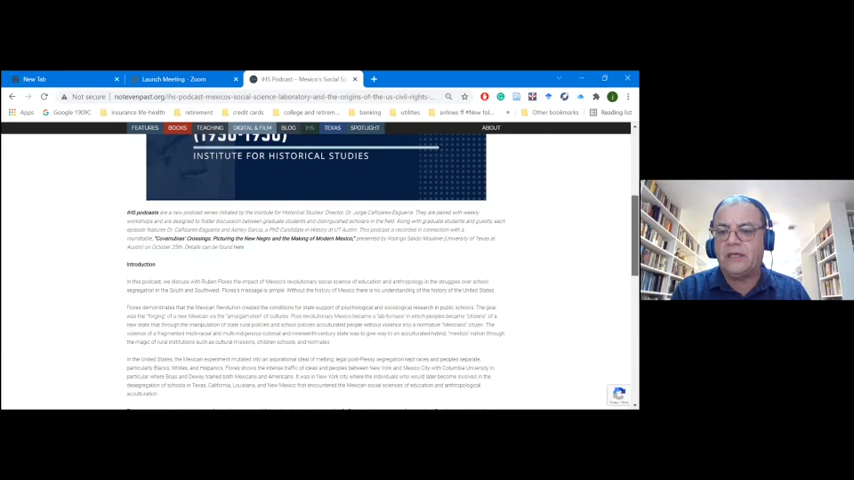 New Tab
Launch Meeting - Zoom
IHS Podcast – Mexico's Social Sc
Not secure
notevenpast.org/ihs-podcast-mexicos-social-science-laboratory-and-the-origins-of-the-us-civil-rights-...
Apps
Google 1909C
insurance life-health
retirement
credit cards
college and retirem...
banking
utilities
airlines ff #New fol...
»
Other bookmarks
Reading list
FEATURES
BOOKS
TEACHING
DIGITAL & FILM
BLOG
IHS
TEXAS
SPOTLIGHT
ABOUT
(1930-1950)
INSTITUTE FOR HISTORICAL STUDIES
IHS podcasts are a new podcast series initiated by the Institute for Historical Studies' Director, Dr. Jorge Cañizares-Esguerra. They are paired with weekly
workshops and are designed to foster discussion between graduate students and distinguished scholars in the field. Along with graduate students and guests, each
episode features Dr. Cañizares-Esguerra and Ashley Garcia, a PhD Candidate in History at UT Austin. This podcast is recorded in connection with a
roundtable, "Covarrubias' Crossings: Picturing the New Negro and the Making of Modern Mexico," presented by Rodrigo Salido Moulinié (University of Texas at
Austin) on October 25th. Details can be found here.
Introduction
In this podcast, we discuss with Ruben Flores the impact of Mexico's revolutionary social science of education and anthropology in the struggles over school
segregation in the South and Southwest. Flores's message is simple: Without the history of Mexico there is no understanding of the history of the United States.
Flores demonstrates that the Mexican Revolution created the conditions for state support of psychological and sociological research in public schools. The goal
was the "forging" of a new Mexican via the "amalgamation" of cultures. Post-revolutionary Mexico became a 'lab-furnace' in which peoples became "citizens" of
a new state that through the manipulation of state rural policies and school policies acculturated people without violence into a normative "Mexicano" citizen. The
violence of a fragmented multi-racial and multi-indigenous colonial and nineteenth-century state was to give way to an acculturated hybrid, "mestizo" nation through
the magic of rural institutions such as cultural missions, children schools, and normales.
In the United States, the Mexican experiment mutated into an aspirational ideal of melting: legal post-Plessy segregation kept races and peoples separate,
particularly Blacks, Whites, and Hispanics. Flores shows the intense traffic of ideas and peoples between New York and Mexico City with Columbia University in
particular where Boas and Dewey trained both Mexicans and Americans. It was in New York city where the individuals who would later become involved in the
desegregation of schools in Texas, California, Louisiana, and New Mexico first encountered the Mexican social sciences of education and anthropological
acculturation.